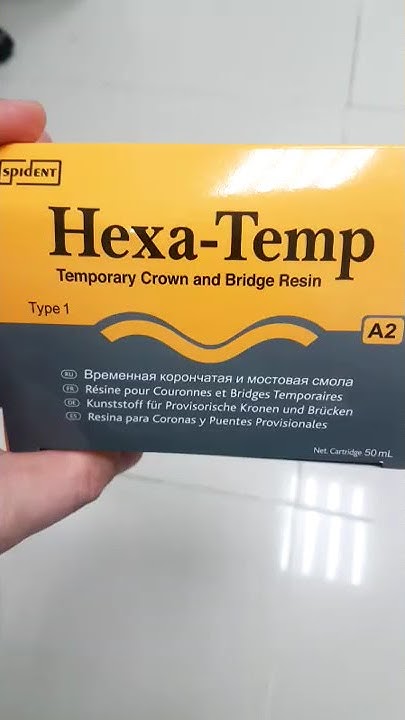 SPIDENT
Hexa-Temp
Temporary Crown and Bridge Resin
Type 1
A2
RU Временная корончатая и мостовая смола
FR Résine pour Couronnes et Bridges Temporaires
DE Kunststoff für Provisorische Kronen und Brücken
ES Resina para Coronas y Puentes Provisionales
Net. Cartridge 50 mL